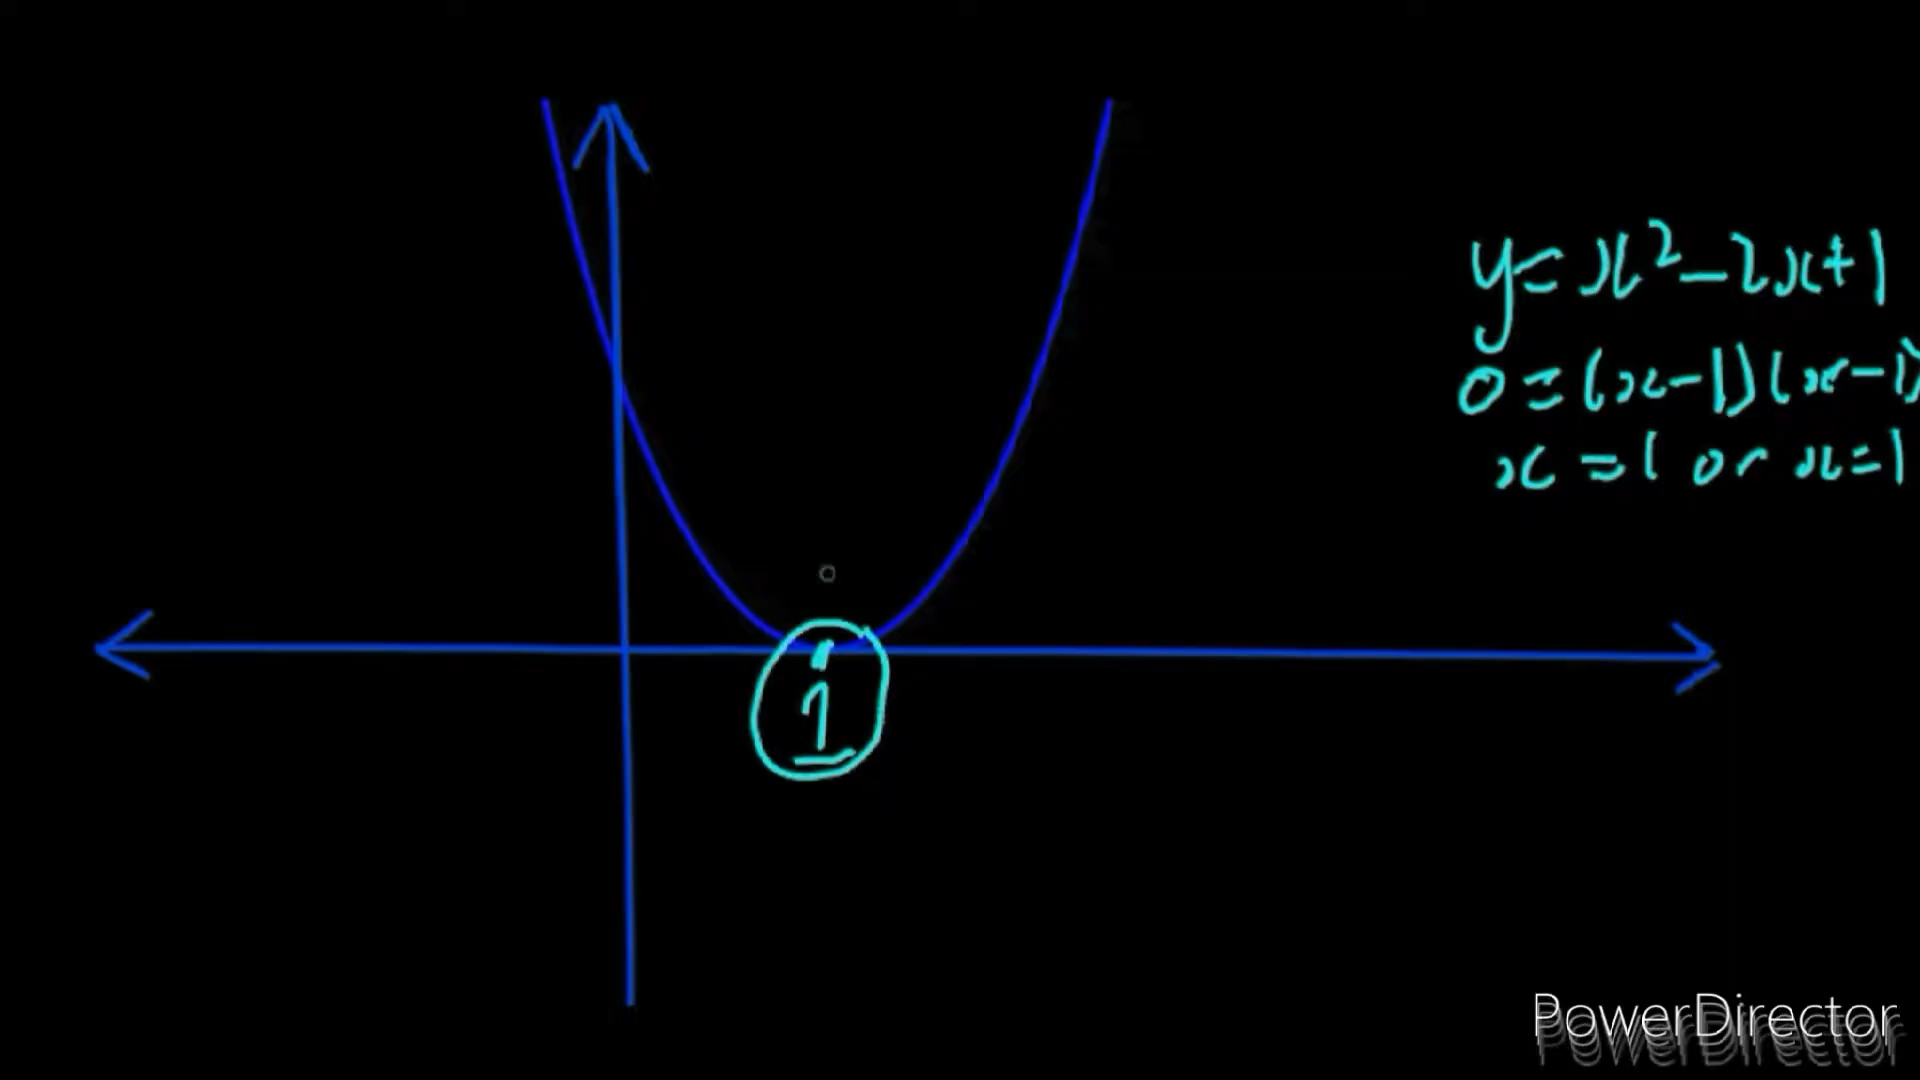 y = x² - 2x + 1
0 = (x - 1)(x - 1)
x = 1 or x = 1
1
PowerDirector